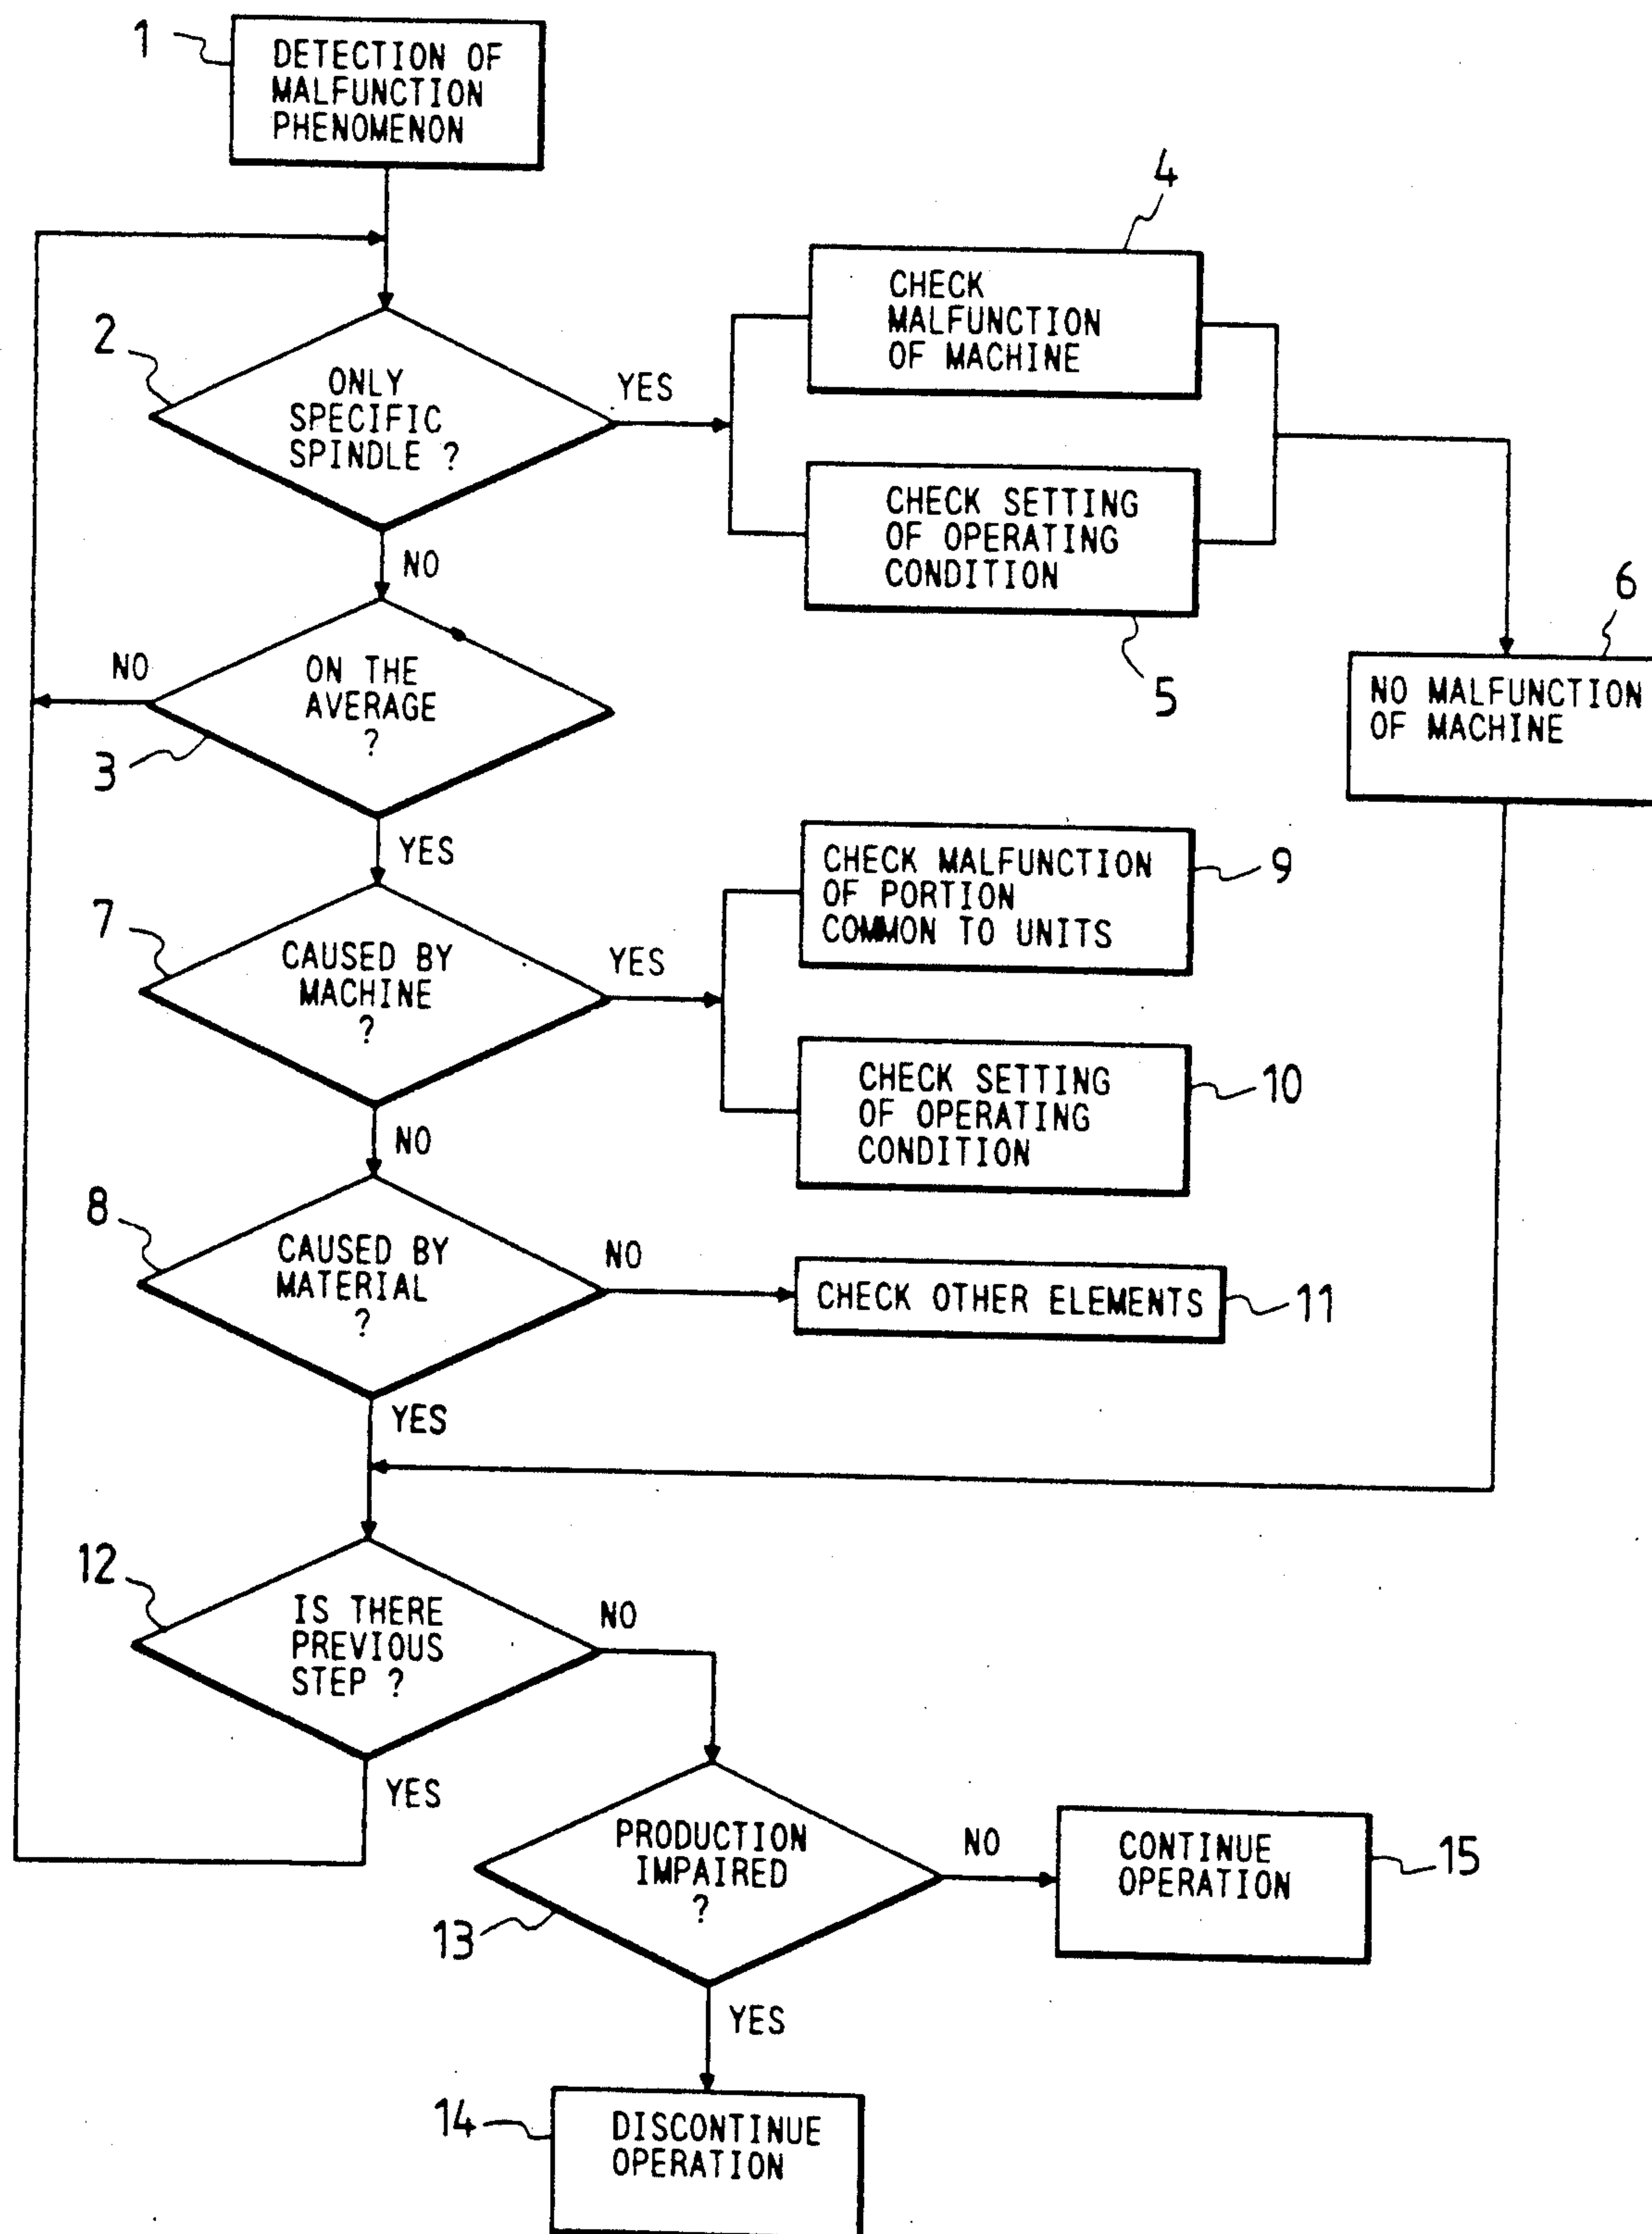 1
DETECTION OF
MALFUNCTION
PHENOMENON
4
CHECK
MALFUNCTION
OF MACHINE
2
ONLY
SPECIFIC
SPINDLE ?
YES
CHECK SETTING
OF OPERATING
CONDITION
5
NO
6
NO MALFUNCTION
OF MACHINE
NO
ON THE
AVERAGE
?
3
YES
CHECK MALFUNCTION
OF PORTION
COMMON TO UNITS
9
7
CAUSED BY
MACHINE
?
YES
CHECK SETTING
OF OPERATING
CONDITION
10
NO
8
CAUSED BY
MATERIAL
?
NO
CHECK OTHER ELEMENTS
11
YES
12
IS THERE
PREVIOUS
STEP ?
NO
YES
PRODUCTION
IMPAIRED
?
13
NO
CONTINUE
OPERATION
15
YES
14
DISCONTINUE
OPERATION